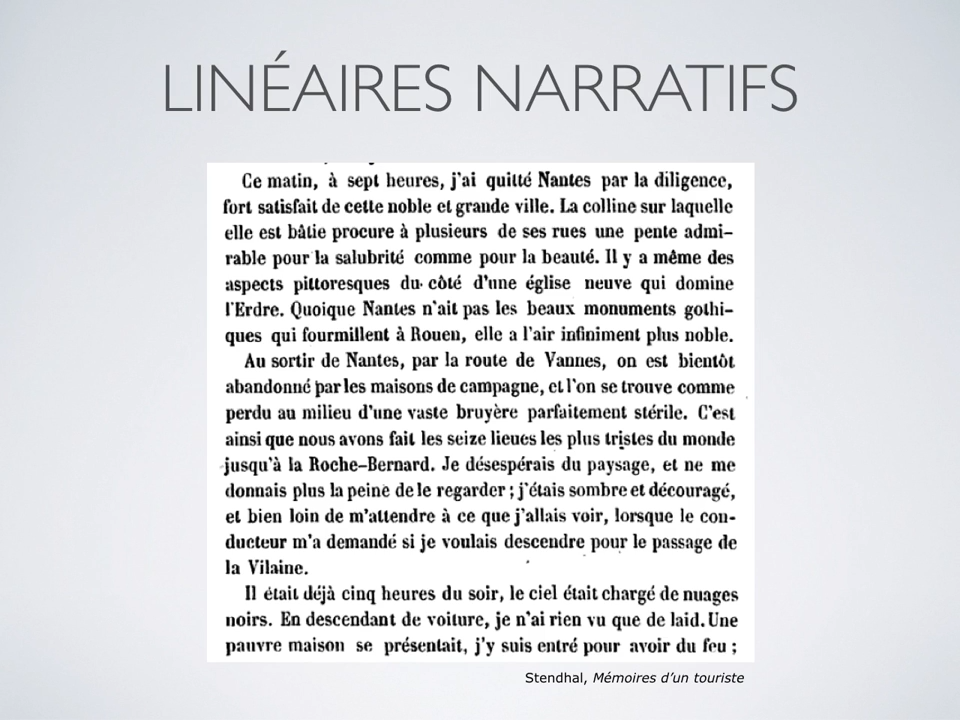 LINÉAIRES NARRATIFS
Ce matin, à sept heures, j'ai quitté Nantes par la diligence,
fort satisfait de cette noble et grande ville. La colline sur laquelle
elle est bâtie procure à plusieurs de ses rues une pente admi-
rable pour la salubrité comme pour la beauté. Il y a même des
aspects pittoresques du côté d'une église neuve qui domine
l'Erdre. Quoique Nantes n'ait pas les beaux monuments gothi-
ques qui fourmillent à Rouen, elle a l'air infiniment plus noble.
Au sortir de Nantes, par la route de Vannes, on est bientôt
abandonné par les maisons de campagne, et l'on se trouve comme
perdu au milieu d'une vaste bruyère parfaitement stérile. C'est
ainsi que nous avons fait les seize lieues les plus tristes du monde
jusqu'à la Roche-Bernard. Je désespérais du paysage, et ne me
donnais plus la peine de le regarder ; j'étais sombre et découragé,
et bien loin de m'attendre à ce que j'allais voir, lorsque le con-
ducteur m'a demandé si je voulais descendre pour le passage de
la Vilaine.
Il était déjà cinq heures du soir, le ciel était chargé de nuages
noirs. En descendant de voiture, je n'ai rien vu que de laid. Une
pauvre maison se présentait, j'y suis entré pour avoir du feu ;
Stendhal, Mémoires d'un touriste